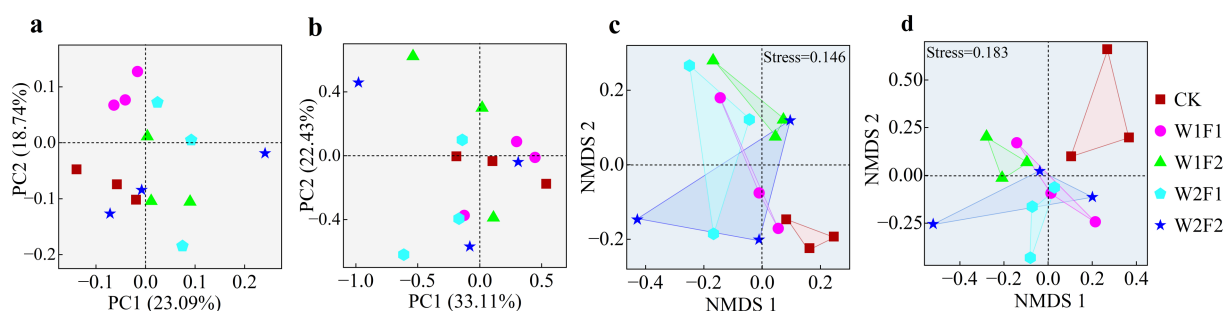 a
PC2 (18.74%)
0.1
0.0
−0.1
−0.2
−0.1 0.0 0.1 0.2
PC1 (23.09%)
b
PC2 (22.43%)
0.4
0.0
−0.4
−1.0 −0.5 0.0 0.5
PC1 (33.11%)
c
Stress=0.146
NMDS 2
0.2
0.0
−0.2
−0.4 −0.2 0.0 0.2
NMDS 1
d
Stress=0.183
NMDS 2
0.50
0.25
0.00
−0.25
−0.4 −0.2 0.0 0.2 0.4
NMDS 1
CK
W1F1
W1F2
W2F1
W2F2